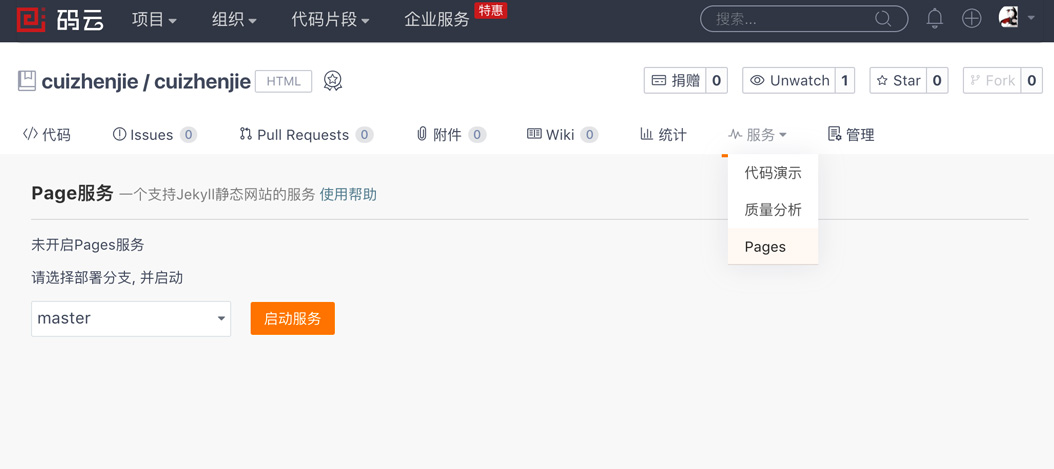 码云 项目 组织 代码片段 企业服务 特惠 搜索...
cuizhenjie / cuizhenjie HTML 捐赠 0 Unwatch 1 Star 0 Fork 0
代码 Issues 0 Pull Requests 0 附件 0 Wiki 0 统计 服务 管理
代码演示
质量分析
Pages
Page服务 一个支持Jekyll静态网站的服务 使用帮助
未开启Pages服务
请选择部署分支, 并启动
master 启动服务